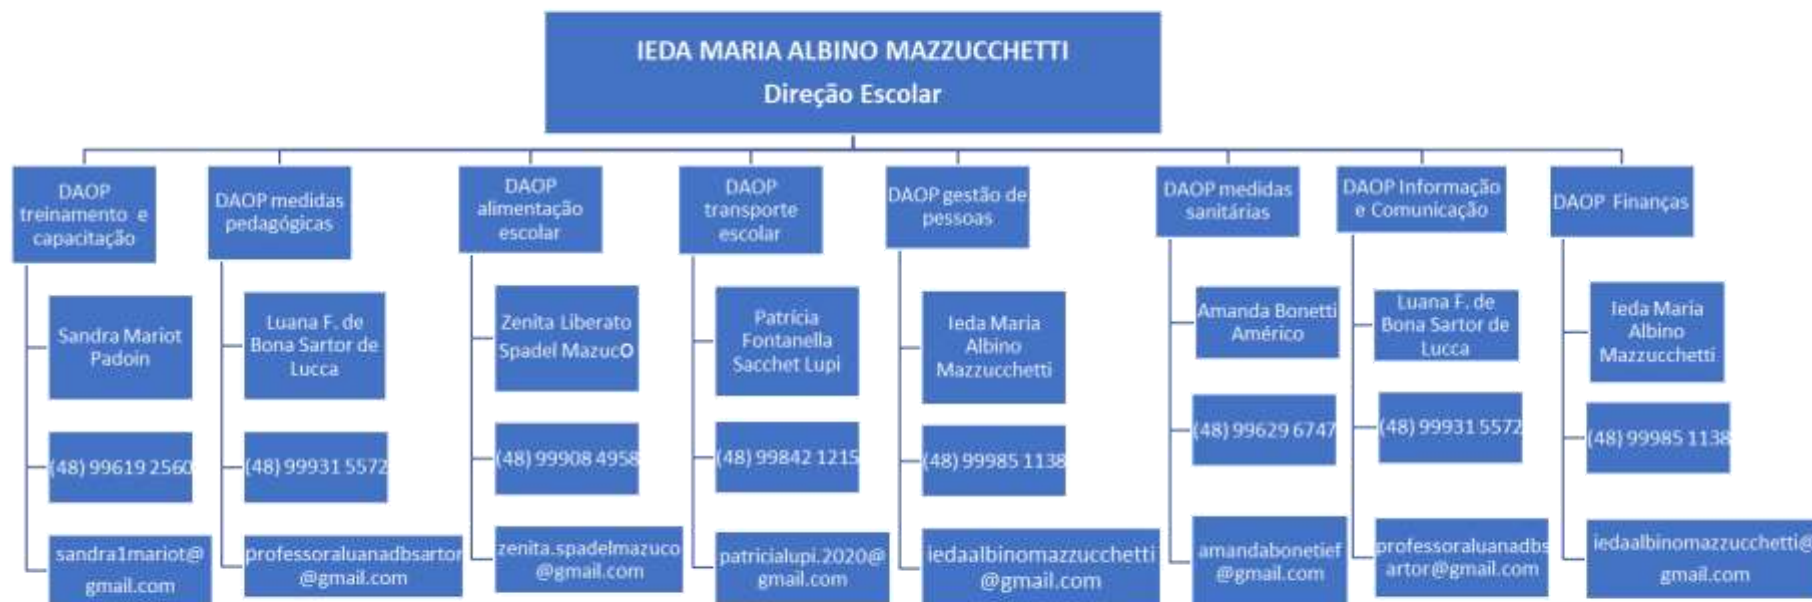 IEDA MARIA ALBINO MAZZUCCHETTI
Direção Escolar
DAOP
treinamento e
capacitação
Sandra Mariot
Padoin
(48) 99619 2560
sandra1mariot@
gmail.com
DAOP medidas
pedagógicas
Luana F. de
Bona Sartor de
Lucca
(48) 99931 5572
professoraluanadbsartor
@gmail.com
DAOP
alimentação
escolar
Zenita Liberato
Spadel MazucO
(48) 99908 4958
zenita.spadelmazuco
@gmail.com
DAOP
transporte
escolar
Patrícia
Fontanella
Sacchet Lupi
(48) 99842 1215
patricialupi.2020@
gmail.com
DAOP gestão de
pessoas
Ieda Maria
Albino
Mazzucchetti
(48) 99985 1138
iedaalbinomazzucchetti
@gmail.com
DAOP medidas
sanitárias
Amanda Bonetti
Américo
(48) 99629 6747
amandabonetief
@gmail.com
DAOP Informação
e Comunicação
Luana F. de
Bona Sartor de
Lucca
(48) 99931 5572
professoraluanadbs
artor@gmail.com
DAOP Finanças
Ieda Maria
Albino
Mazzucchetti
(48) 99985 1138
iedaalbinomazzucchetti@
gmail.com